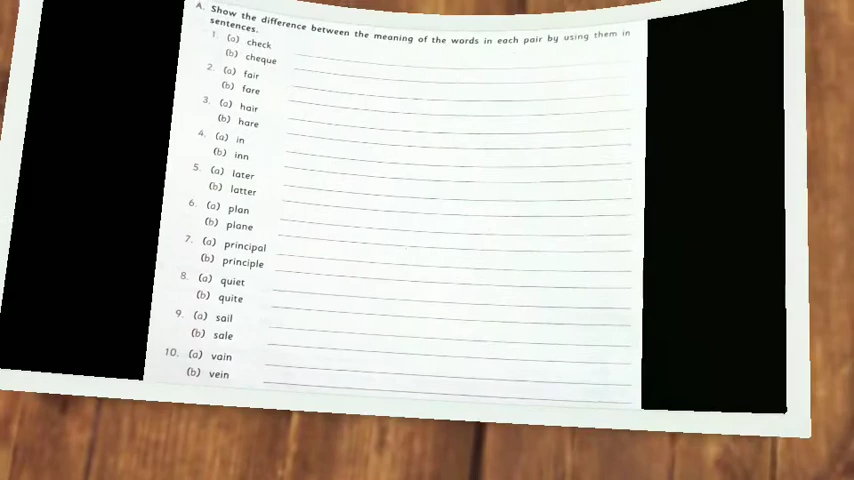 A. Show the difference between the meaning of the words in each pair by using them in
sentences.
1. (a) check
(b) cheque
2. (a) fair
(b) fare
3. (a) hair
(b) hare
4. (a) in
(b) inn
5. (a) later
(b) latter
6. (a) plan
(b) plane
7. (a) principal
(b) principle
8. (a) quiet
(b) quite
9. (a) sail
(b) sale
10. (a) vain
(b) vein